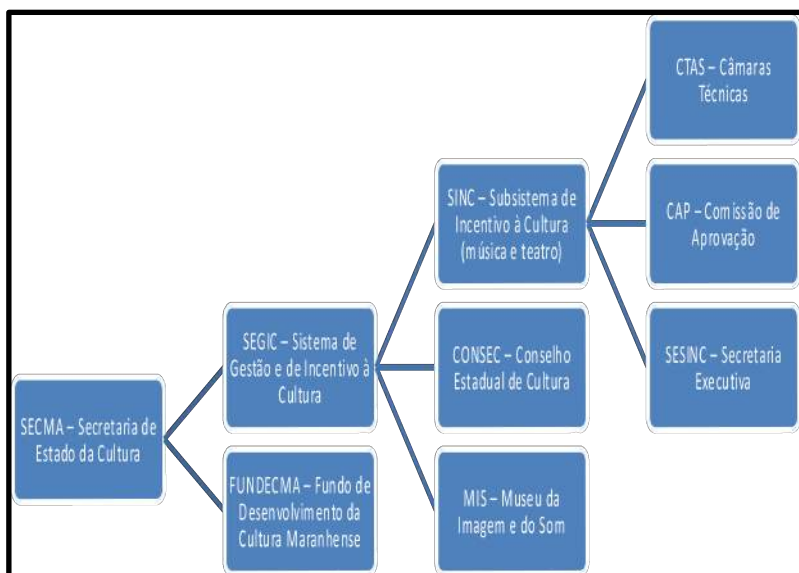 SECMA – Secretaria de
Estado da Cultura
SEGIC – Sistema de
Gestão e de Incentivo à
Cultura
FUNDECMA – Fundo de
Desenvolvimento da
Cultura Maranhense
SINC – Subsistema de
Incentivo à Cultura
(música e teatro)
CONSEC – Conselho
Estadual de Cultura
MIS – Museu da
Imagem e do Som
CTAS – Câmaras
Técnicas
CAP – Comissão de
Aprovação
SESINC – Secretaria
Executiva